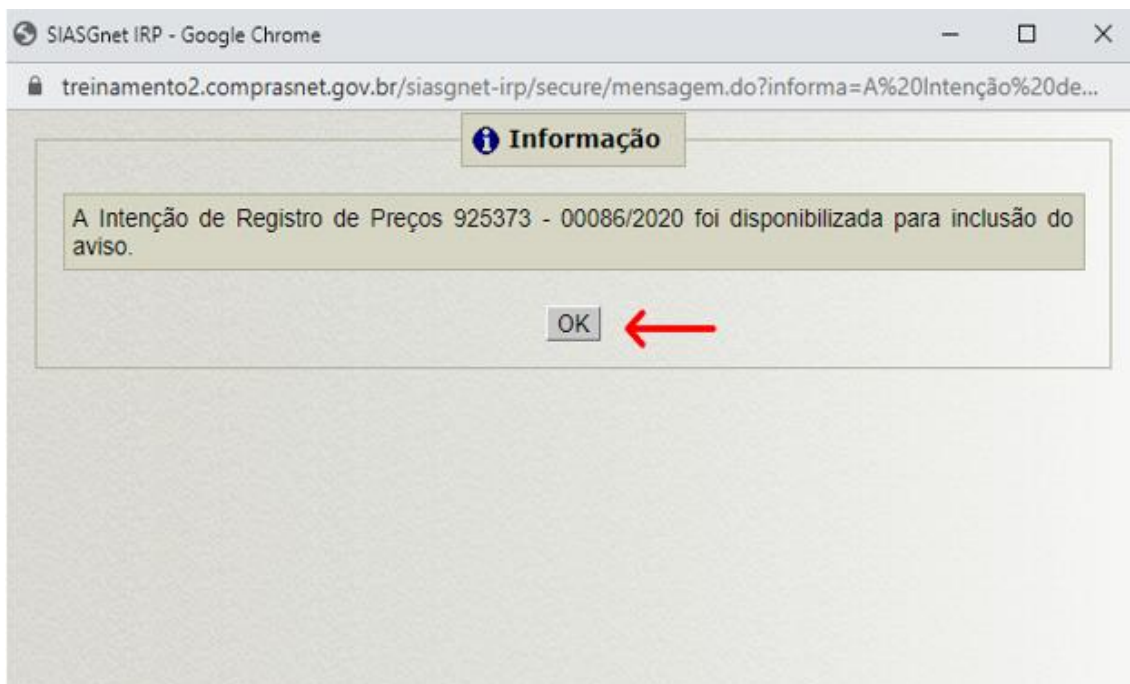 SIASGnet IRP - Google Chrome
treinamento2.comprasnet.gov.br/siasgnet-irp/secure/mensagem.do?informa=A%20Intenção%20de...
Informação
A Intenção de Registro de Preços 925373 - 00086/2020 foi disponibilizada para inclusão do
aviso.
OK